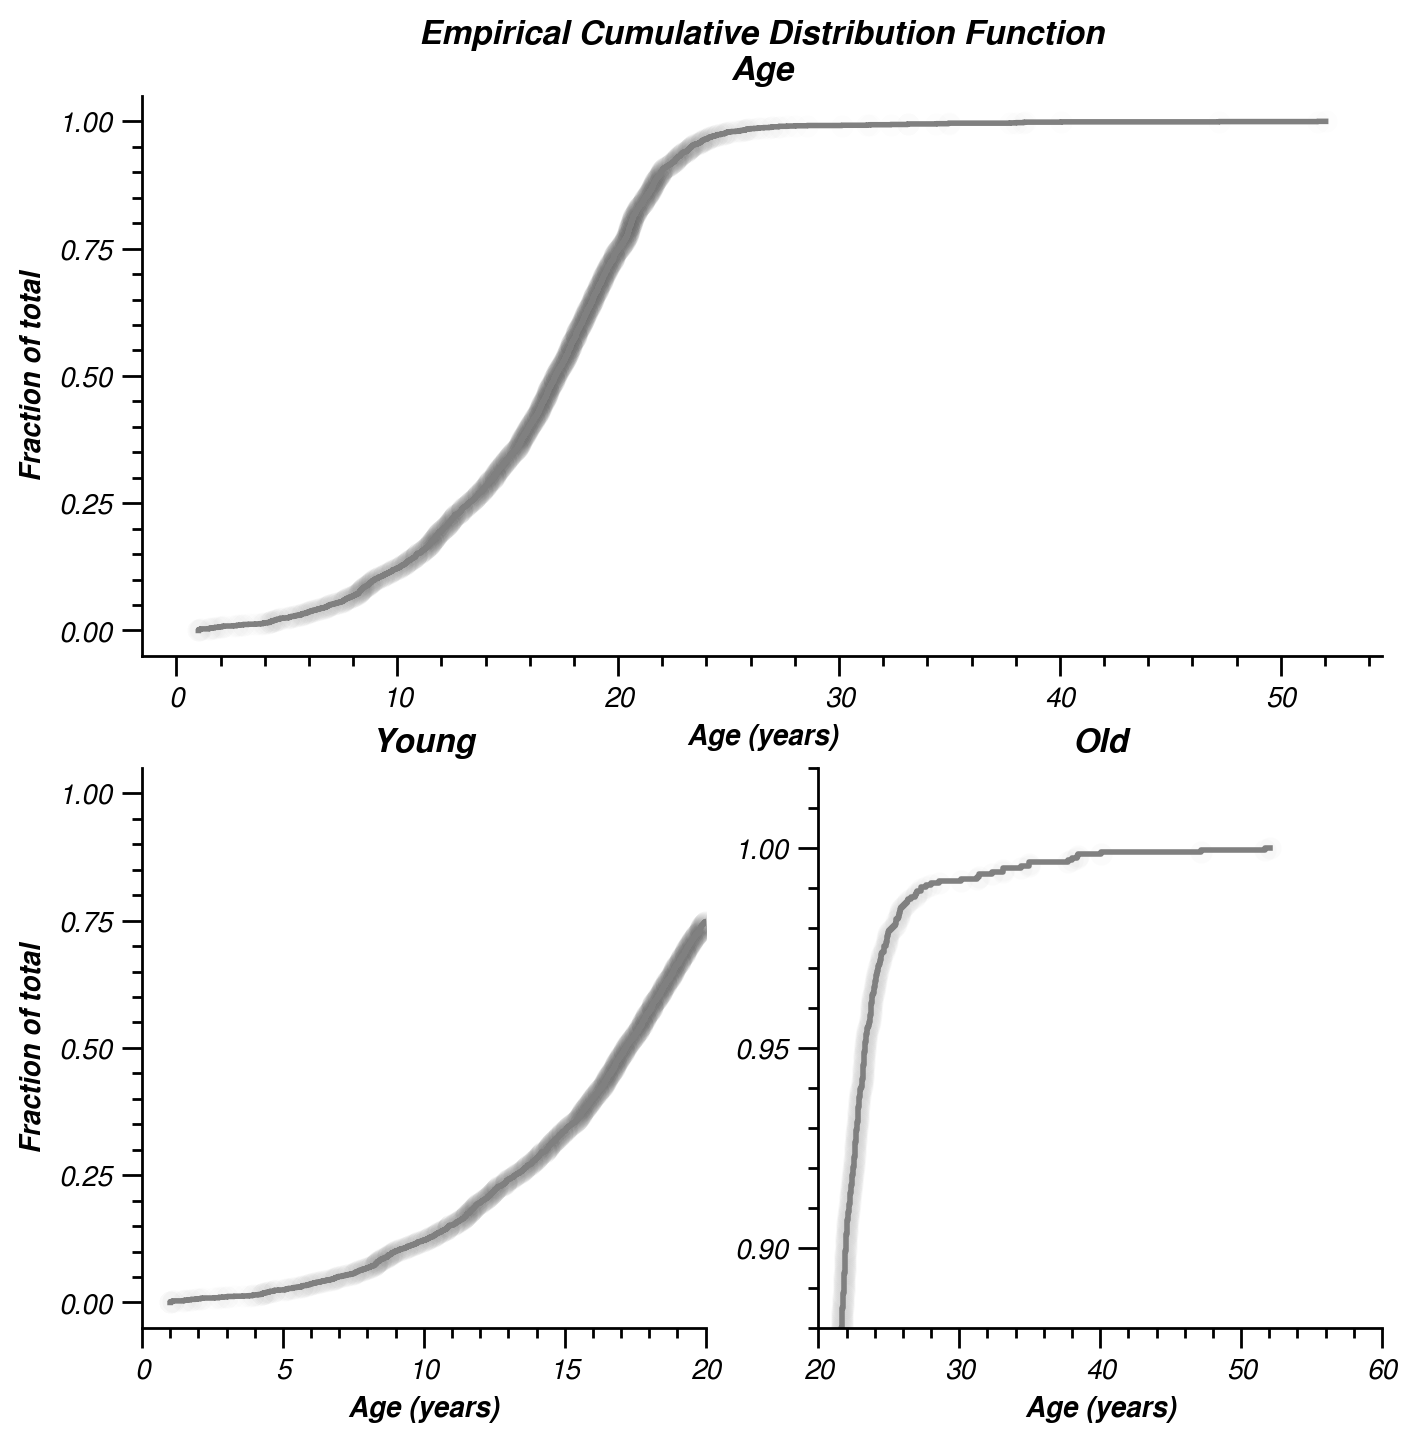 Empirical Cumulative Distribution Function
Age
1.00
0.75
0.50
0.25
0.00
Fraction of total
0 10 20 30 40 50
Age (years)
Young
1.00
0.75
0.50
0.25
0.00
Fraction of total
0 5 10 15 20
Age (years)
Old
1.00
0.95
0.90
20 30 40 50 60
Age (years)